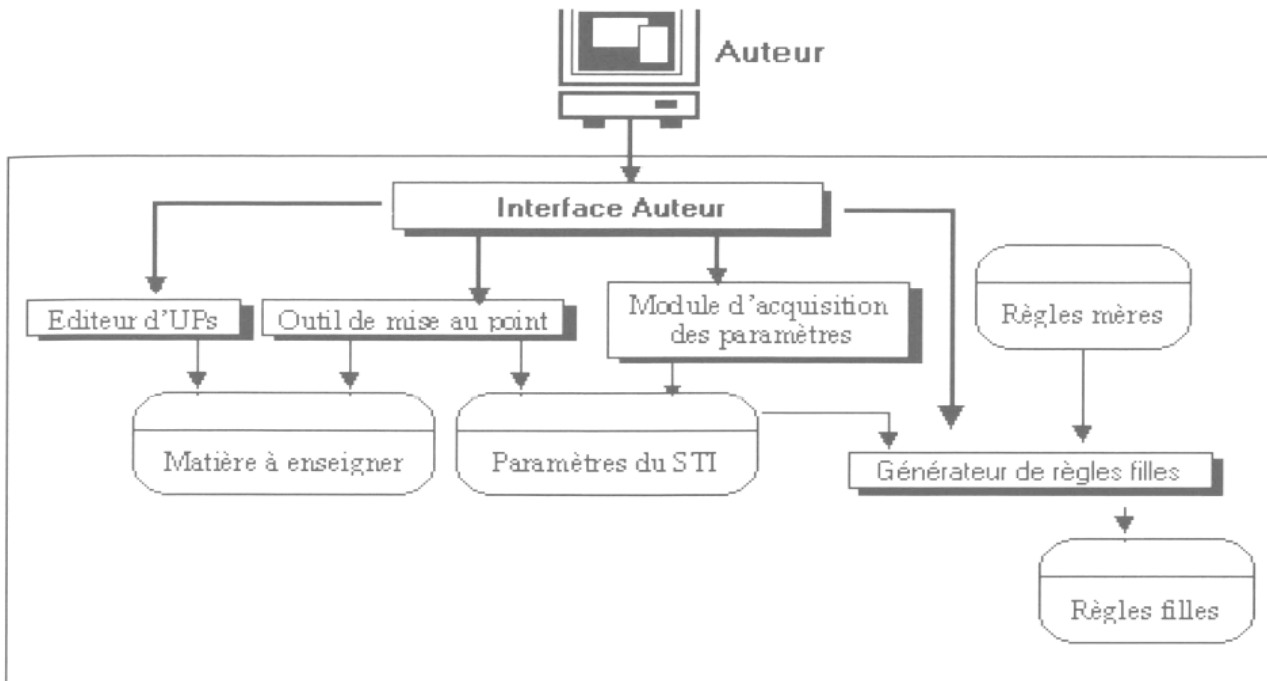 Auteur
Interface Auteur
Editeur d'UPs
Outil de mise au point
Module d'acquisition
des paramètres
Règles mères
Matière à enseigner
Paramètres du STI
Générateur de règles filles
Règles filles